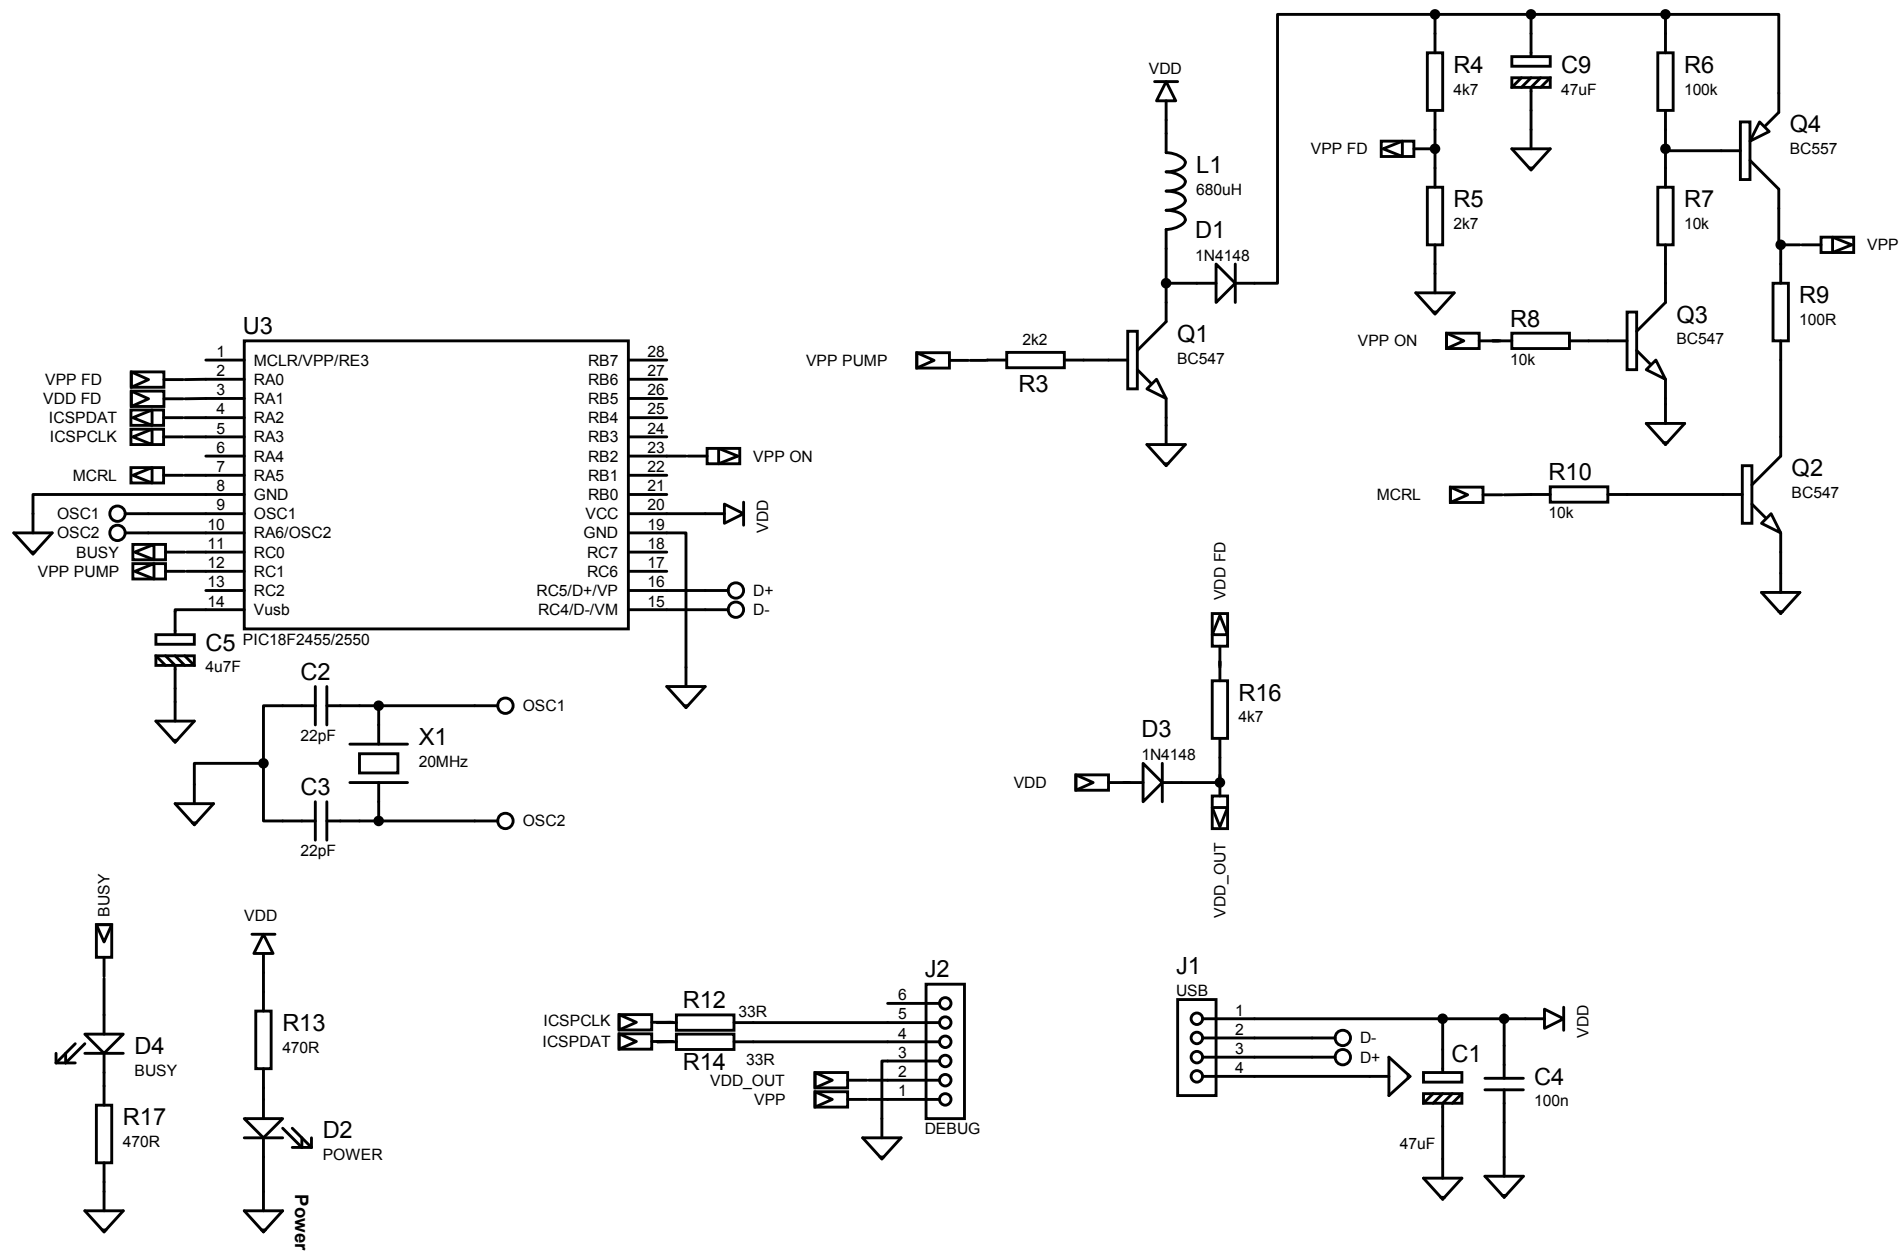 VDD
L1
680uH
D1
1N4148
R4
4k7
C9
47uF
R6
100k
Q4
BC557
VPP FD
R5
2k7
R7
10k
VPP
R9
100R
VPP PUMP
2k2
R3
Q1
BC547
VPP ON
R8
10k
Q3
BC547
MCRL
R10
10k
Q2
BC547
U3
1 MCLR/VPP/RE3 RB7 28
VPP FD 2 RA0 RB6 27
VDD FD 3 RA1 RB5 26
ICSPDAT 4 RA2 RB4 25
ICSPCLK 5 RA3 RB3 24
6 RA4 RB2 23 VPP ON
MCRL 7 RA5 RB1 22
8 GND RB0 21
OSC1 9 OSC1 VCC 20 VDD
OSC2 10 RA6/OSC2 GND 19
BUSY 11 RC0 RC7 18
VPP PUMP 12 RC1 RC6 17
13 RC2 RC5/D+/VP 16 D+
14 Vusb RC4/D-/VM 15 D-
PIC18F2455/2550
C5
4u7F
C2
22pF
OSC1
X1
20MHz
C3
22pF
OSC2
VDD FD
R16
4k7
D3
1N4148
VDD
VDD_OUT
BUSY
D4
BUSY
R17
470R
VDD
R13
470R
D2
POWER
Power
J2
6
ICSPCLK R12 33R 5
ICSPDAT R14 33R 4
3
VDD_OUT 2
VPP 1
DEBUG
J1
USB
1 VDD
2 D-
3 D+
4
C1
47uF
C4
100n